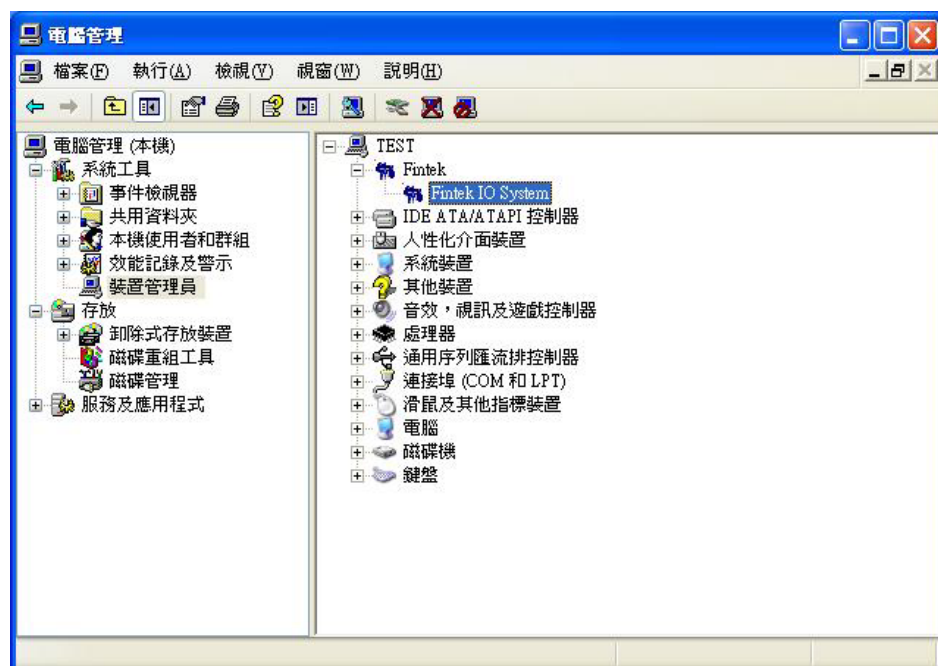 電腦管理
檔案(F) 執行(A) 檢視(V) 視窗(W) 說明(H)
電腦管理 (本機)
系統工具
事件檢視器
共用資料夾
本機使用者和群組
效能記錄及警示
裝置管理員
存放
卸除式存放裝置
磁碟重組工具
磁碟管理
服務及應用程式
TEST
Fintek
Fintek IO System
IDE ATA/ATAPI 控制器
人性化介面裝置
系統裝置
其他裝置
音效，視訊及遊戲控制器
處理器
通用序列匯流排控制器
連接埠 (COM 和 LPT)
滑鼠及其他指標裝置
電腦
磁碟機
鍵盤